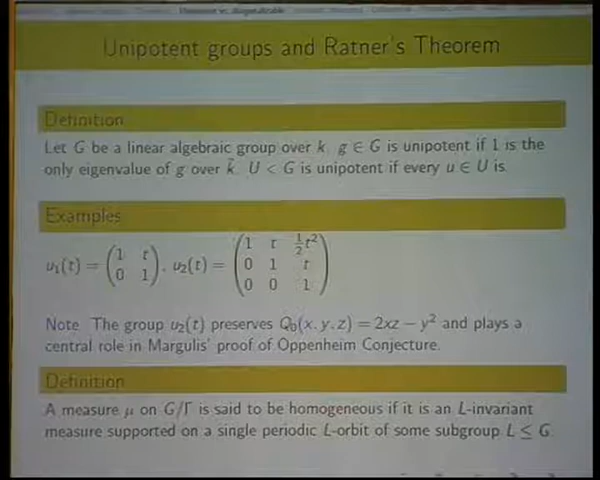 Unipotent groups and Ratner's Theorem
Definition
Let G be a linear algebraic group over k. g ∈ G is unipotent if 1 is the
only eigenvalue of g over k̄. U < G is unipotent if every u ∈ U is.
Examples
u₁(t) = (1 t; 0 1), u₂(t) = (1 t ½t²; 0 1 t; 0 0 1)
Note: The group u₂(t) preserves Q₀(x, y, z) = 2xz − y² and plays a
central role in Margulis' proof of Oppenheim Conjecture.
Definition
A measure μ on G/Γ is said to be homogeneous if it is an L-invariant
measure supported on a single periodic L-orbit of some subgroup L ≤ G.